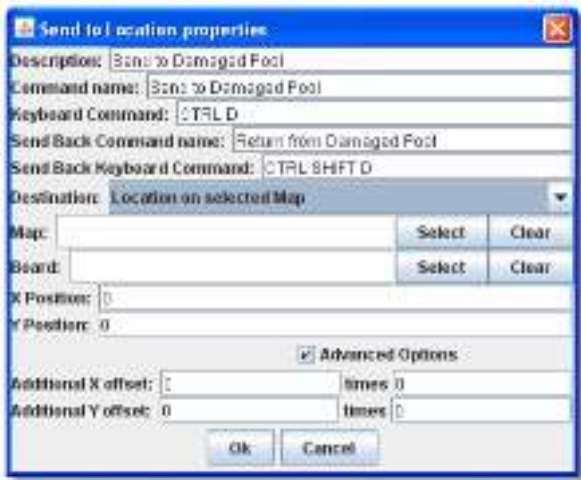 Send to Location properties
Description: Send to Damaged Pool
Command name: Send to Damaged Pool
Keyboard Command: CTRL D
Send Back Command name: Return from Damaged Pool
Send Back Keyboard Command: CTRL SHIFT D
Destination: Location on selected Map
Map: Select Clear
Board: Select Clear
X Position: 0
Y Position: 0
Advanced Options
Additional X offset: 0 times 0
Additional Y offset: 0 times 0
Ok Cancel